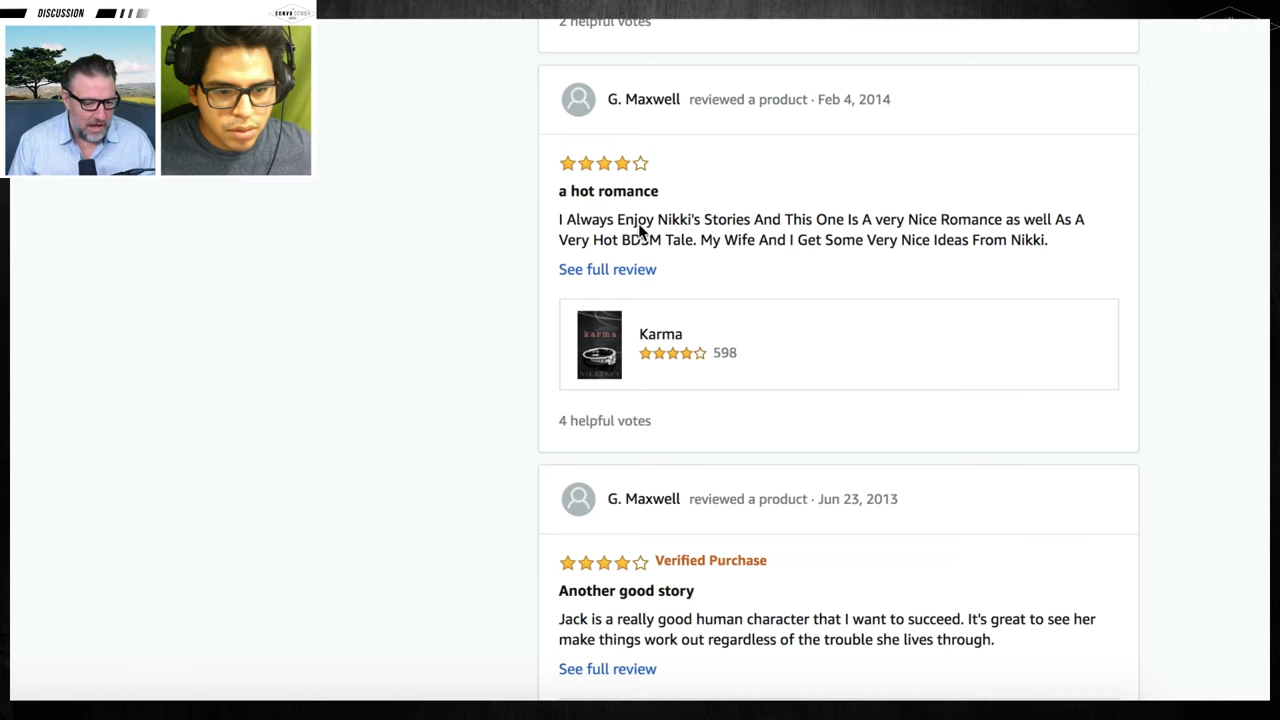 DISCUSSION
THE
CONVO COUCH
2 helpful votes
G. Maxwell reviewed a product · Feb 4, 2014
a hot romance
I Always Enjoy Nikki's Stories And This One Is A very Nice Romance as well As A
Very Hot BDSM Tale. My Wife And I Get Some Very Nice Ideas From Nikki.
See full review
karma
Karma
598
4 helpful votes
G. Maxwell reviewed a product · Jun 23, 2013
Verified Purchase
Another good story
Jack is a really good human character that I want to succeed. It's great to see her
make things work out regardless of the trouble she lives through.
See full review